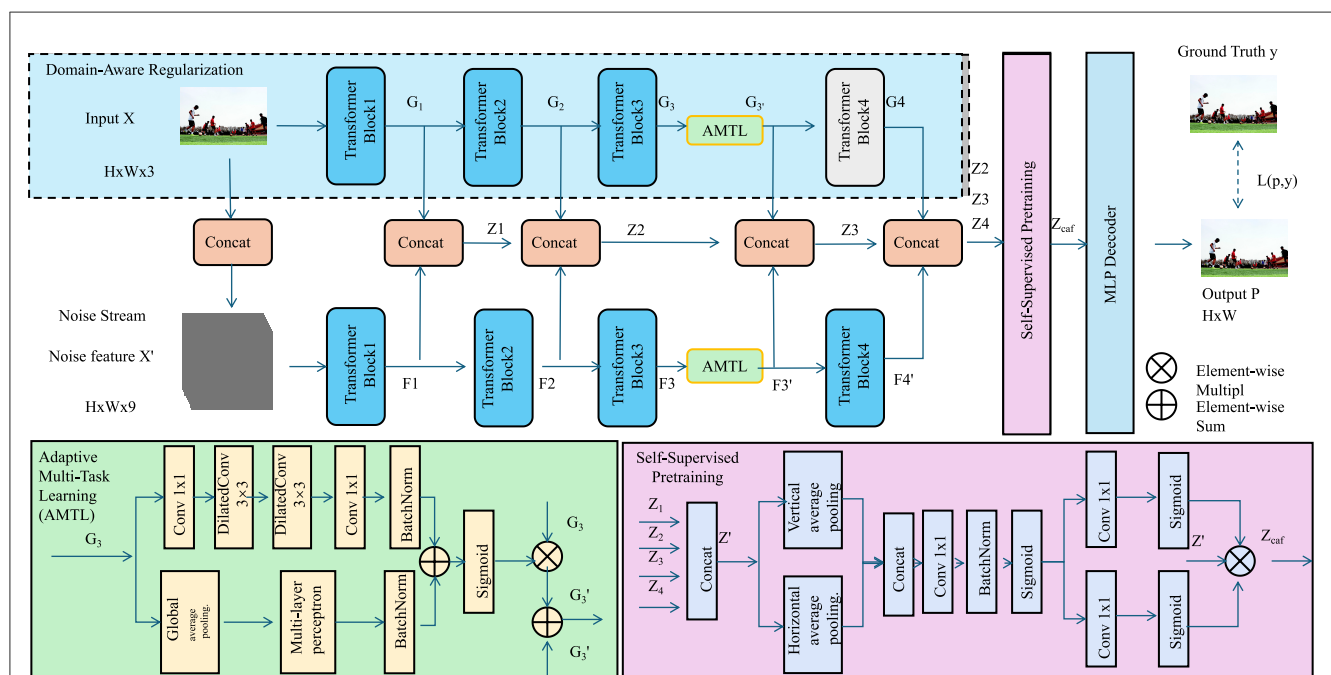 Domain-Aware Regularization
Input X
HxWx3
Transformer
Block1
G1
Transformer
Block2
G2
Transformer
Block3
G3
AMTL
G3'
Transformer
Block4
G4
Ground Truth y
L(p,y)
Z2
Z3
Z4
Concat
Concat
Z1
Concat
Z2
Concat
Z3
Concat
Self-Supervised Pretraining
Zcaf
MLP Deecoder
Output P
HxW
Noise Stream
Noise feature X'
HxWx9
Transformer
Block1
F1
Transformer
Block2
F2
Transformer
Block3
F3
AMTL
F3'
Transformer
Block4
F4'
Element-wise
Multipl
Element-wise
Sum
Adaptive
Multi-Task
Learning
(AMTL)
G3
Conv 1x1
DilatedConv
3×3
DilatedConv
3×3
Conv 1x1
BatchNorm
Global
average
pooling.
Multi-layer
perceptron
BatchNorm
Sigmoid
G3
G3'
G3'
Self-Supervised
Pretraining
Z1
Z2
Z3
Z4
Concat
Z'
Vertical
average
pooling
Horizontal
average
pooling.
Concat
Conv 1x1
BatchNorm
Sigmoid
Conv 1x1
Sigmoid
Conv 1x1
Sigmoid
Z'
Zcaf